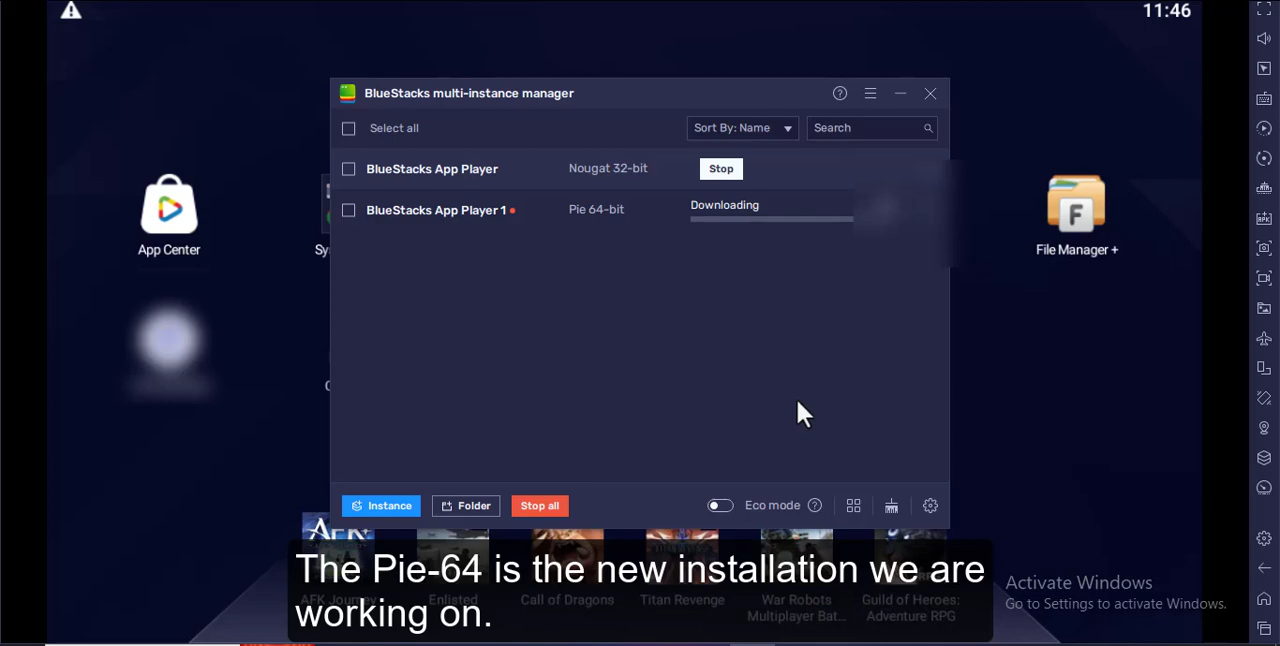 11:46
BlueStacks multi-instance manager
Select all
Sort By: Name
Search
BlueStacks App Player
Nougat 32-bit
Stop
BlueStacks App Player 1
Pie 64-bit
Downloading
App Center
Sy
File Manager +
F
Instance
Folder
Stop all
Eco mode
AFK
The Pie-64 is the new installation we are
working on.
AFK Journey
Enlisted
Call of Dragons
Titan Revenge
War Robots
Multiplayer Bat...
Guild of Heroes:
Adventure RPG
Activate Windows
Go to Settings to activate Windows.